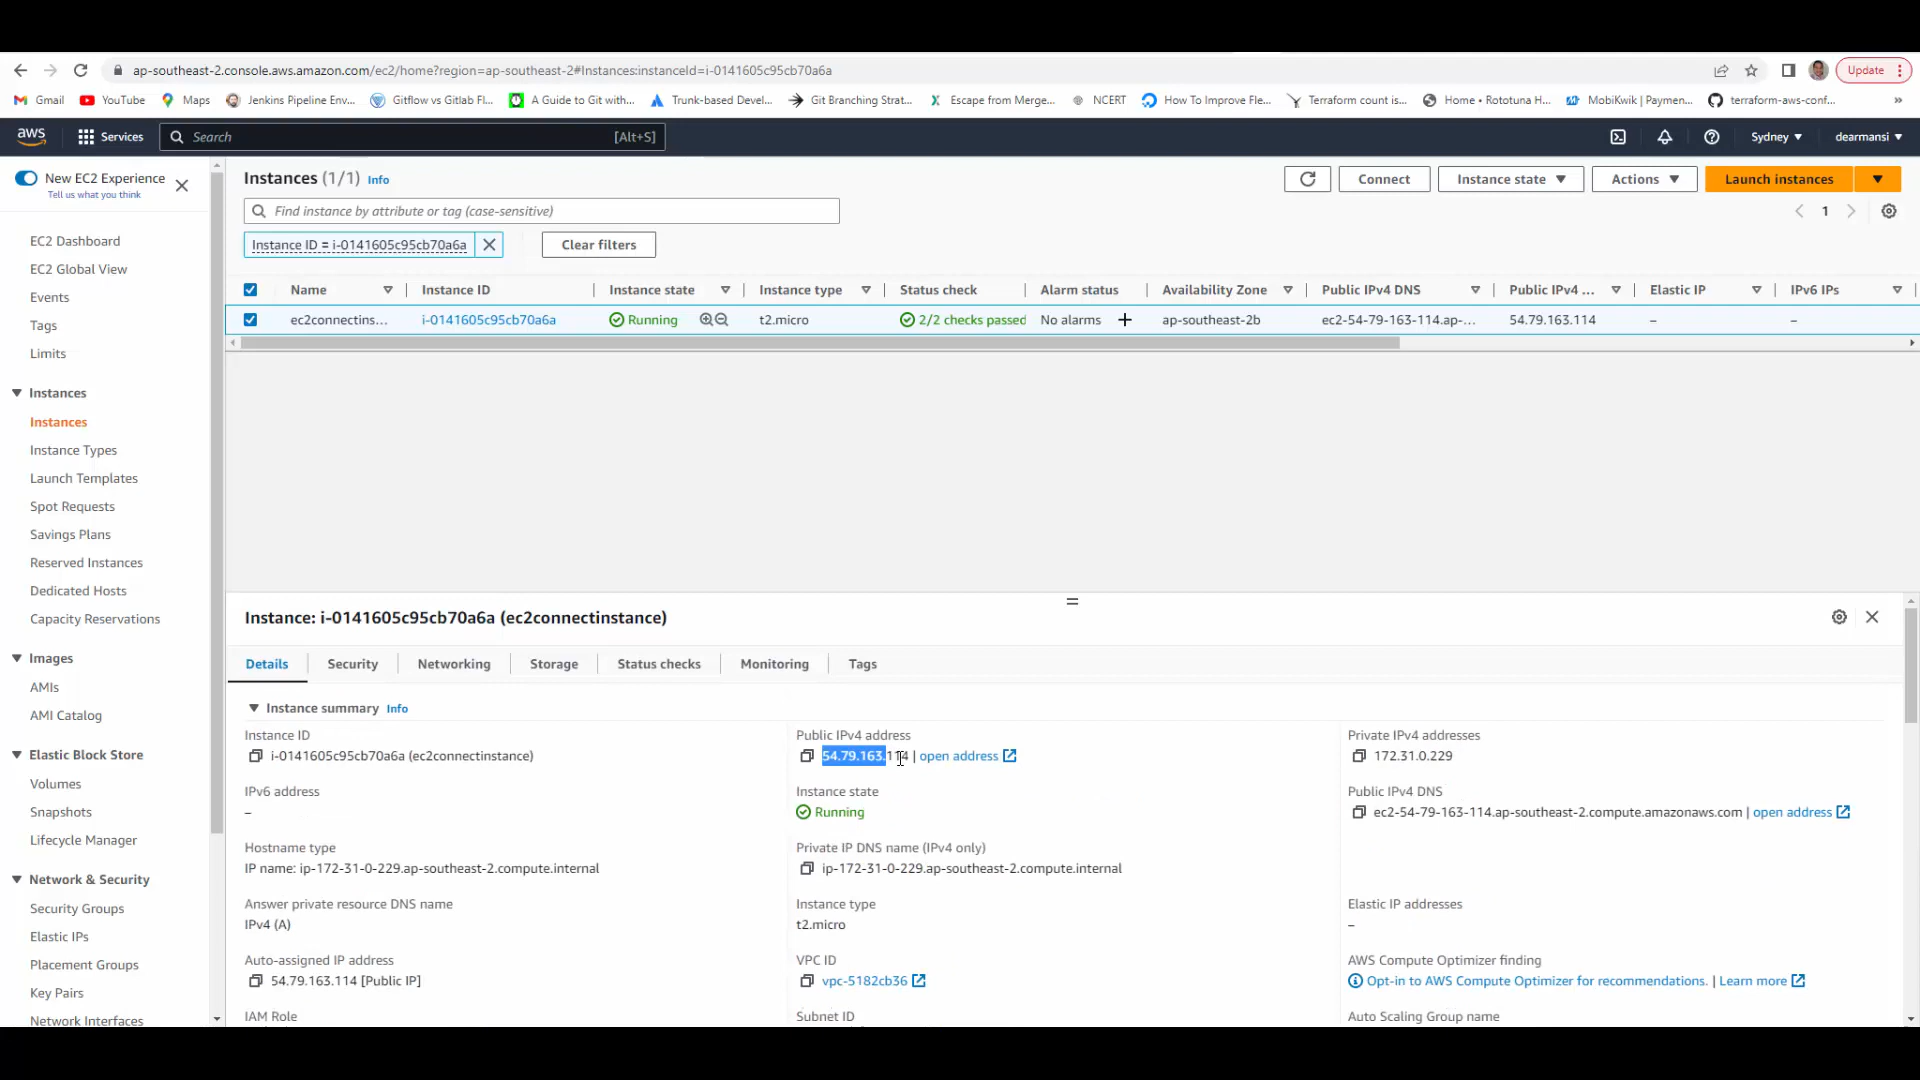 ap-southeast-2.console.aws.amazon.com/ec2/home?region=ap-southeast-2#Instances:instanceId=i-0141605c95cb70a6a
Update
Gmail YouTube Maps Jenkins Pipeline Env... Gitflow vs Gitlab Fl... A Guide to Git with... Trunk-based Devel... Git Branching Strat... Escape from Merge... NCERT How To Improve Fle... Terraform count is... Home • Rototuna H... MobiKwik | Paymen... terraform-aws-conf... »
aws Services Search [Alt+S] Sydney dearmansi
New EC2 Experience
Tell us what you think
EC2 Dashboard
EC2 Global View
Events
Tags
Limits
Instances
Instances
Instance Types
Launch Templates
Spot Requests
Savings Plans
Reserved Instances
Dedicated Hosts
Capacity Reservations
Images
AMIs
AMI Catalog
Elastic Block Store
Volumes
Snapshots
Lifecycle Manager
Network & Security
Security Groups
Elastic IPs
Placement Groups
Key Pairs
Network Interfaces
Instances (1/1) Info
Connect Instance state Actions Launch instances
Find instance by attribute or tag (case-sensitive)
1
Instance ID = i-0141605c95cb70a6a Clear filters
Name Instance ID Instance state Instance type Status check Alarm status Availability Zone Public IPv4 DNS Public IPv4 ... Elastic IP IPv6 IPs
ec2connectins... i-0141605c95cb70a6a Running t2.micro 2/2 checks passed No alarms + ap-southeast-2b ec2-54-79-163-114.ap-... 54.79.163.114 – –
Instance: i-0141605c95cb70a6a (ec2connectinstance)
Details Security Networking Storage Status checks Monitoring Tags
Instance summary Info
Instance ID
i-0141605c95cb70a6a (ec2connectinstance)
Public IPv4 address
54.79.163.114 | open address
Private IPv4 addresses
172.31.0.229
IPv6 address
–
Instance state
Running
Public IPv4 DNS
ec2-54-79-163-114.ap-southeast-2.compute.amazonaws.com | open address
Hostname type
IP name: ip-172-31-0-229.ap-southeast-2.compute.internal
Private IP DNS name (IPv4 only)
ip-172-31-0-229.ap-southeast-2.compute.internal
Answer private resource DNS name
IPv4 (A)
Instance type
t2.micro
Elastic IP addresses
–
Auto-assigned IP address
54.79.163.114 [Public IP]
VPC ID
vpc-5182cb36
AWS Compute Optimizer finding
Opt-in to AWS Compute Optimizer for recommendations. | Learn more
IAM Role
Subnet ID
Auto Scaling Group name